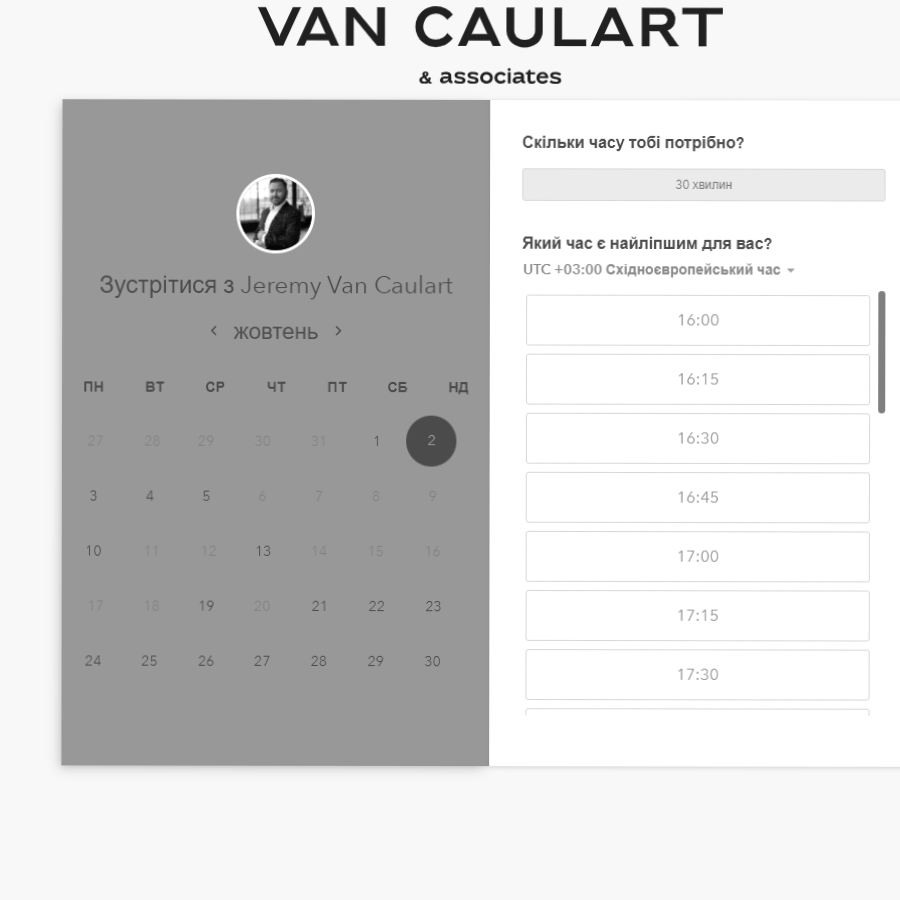 VAN CAULART
& associates
Зустрітися з Jeremy Van Caulart
жовтень
ПН ВТ СР ЧТ ПТ СБ НД
27 28 29 30 31 1 2
3 4 5 6 7 8 9
10 11 12 13 14 15 16
17 18 19 20 21 22 23
24 25 26 27 28 29 30
Скільки часу тобі потрібно?
30 хвилин
Який час є найліпшим для вас?
UTC +03:00 Східноєвропейський час
16:00
16:15
16:30
16:45
17:00
17:15
17:30